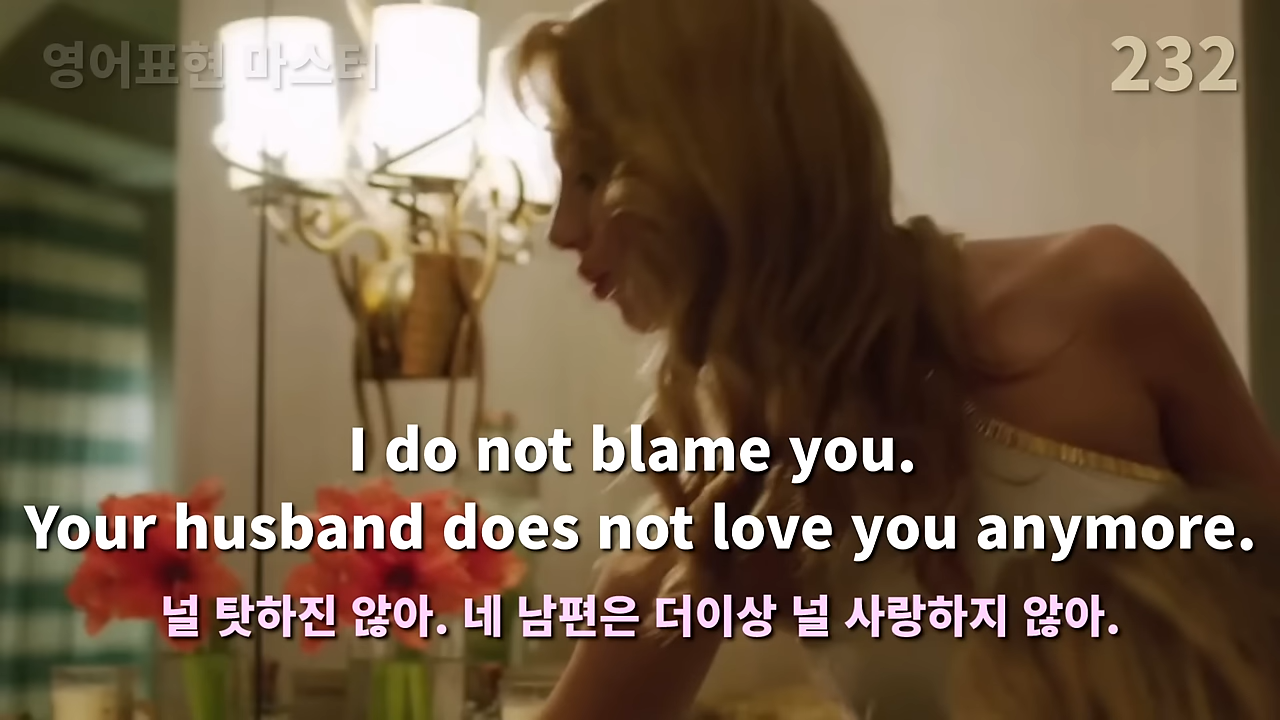 영어표현 마스터
232
I do not blame you.
Your husband does not love you anymore.
널 탓하진 않아. 네 남편은 더이상 널 사랑하지 않아.